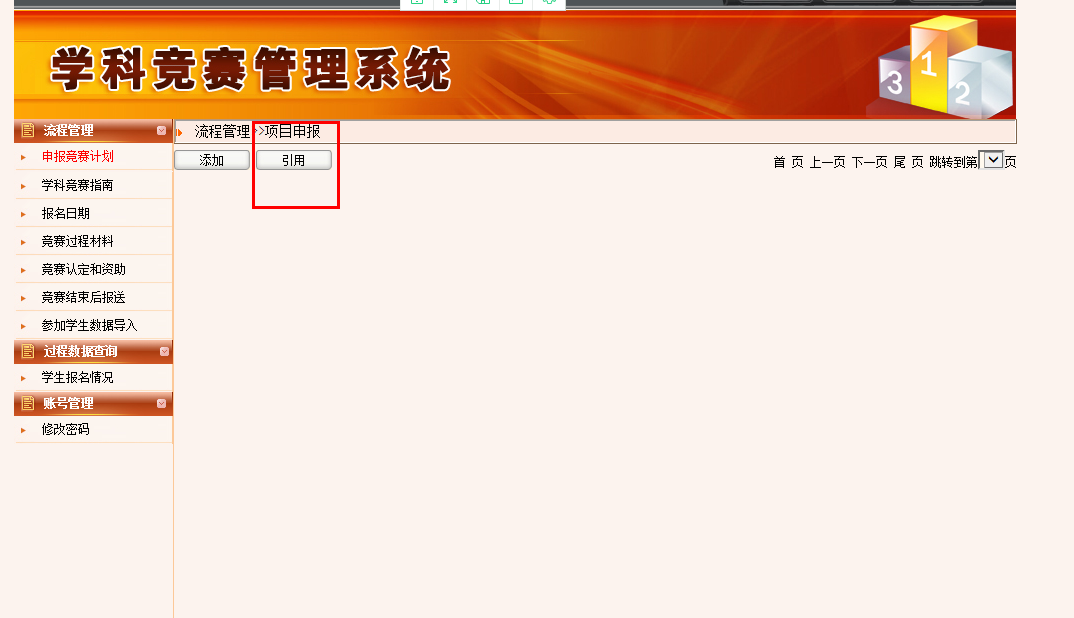 学科竞赛管理系统
3 1 2
流程管理
申报竞赛计划
学科竞赛指南
报名日期
竞赛过程材料
竞赛认定和资助
竞赛结束后报送
参加学生数据导入
过程数据查询
学生报名情况
账号管理
修改密码
流程管理>>项目申报
添加 引用
首 页 上一页 下一页 尾 页 跳转到第 页